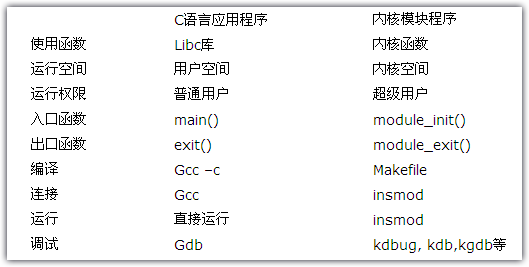 C语言应用程序 内核模块程序
使用函数 Libc库 内核函数
运行空间 用户空间 内核空间
运行权限 普通用户 超级用户
入口函数 main() module_init()
出口函数 exit() module_exit()
编译 Gcc –c Makefile
连接 Gcc insmod
运行 直接运行 insmod
调试 Gdb kdbug, kdb,kgdb等